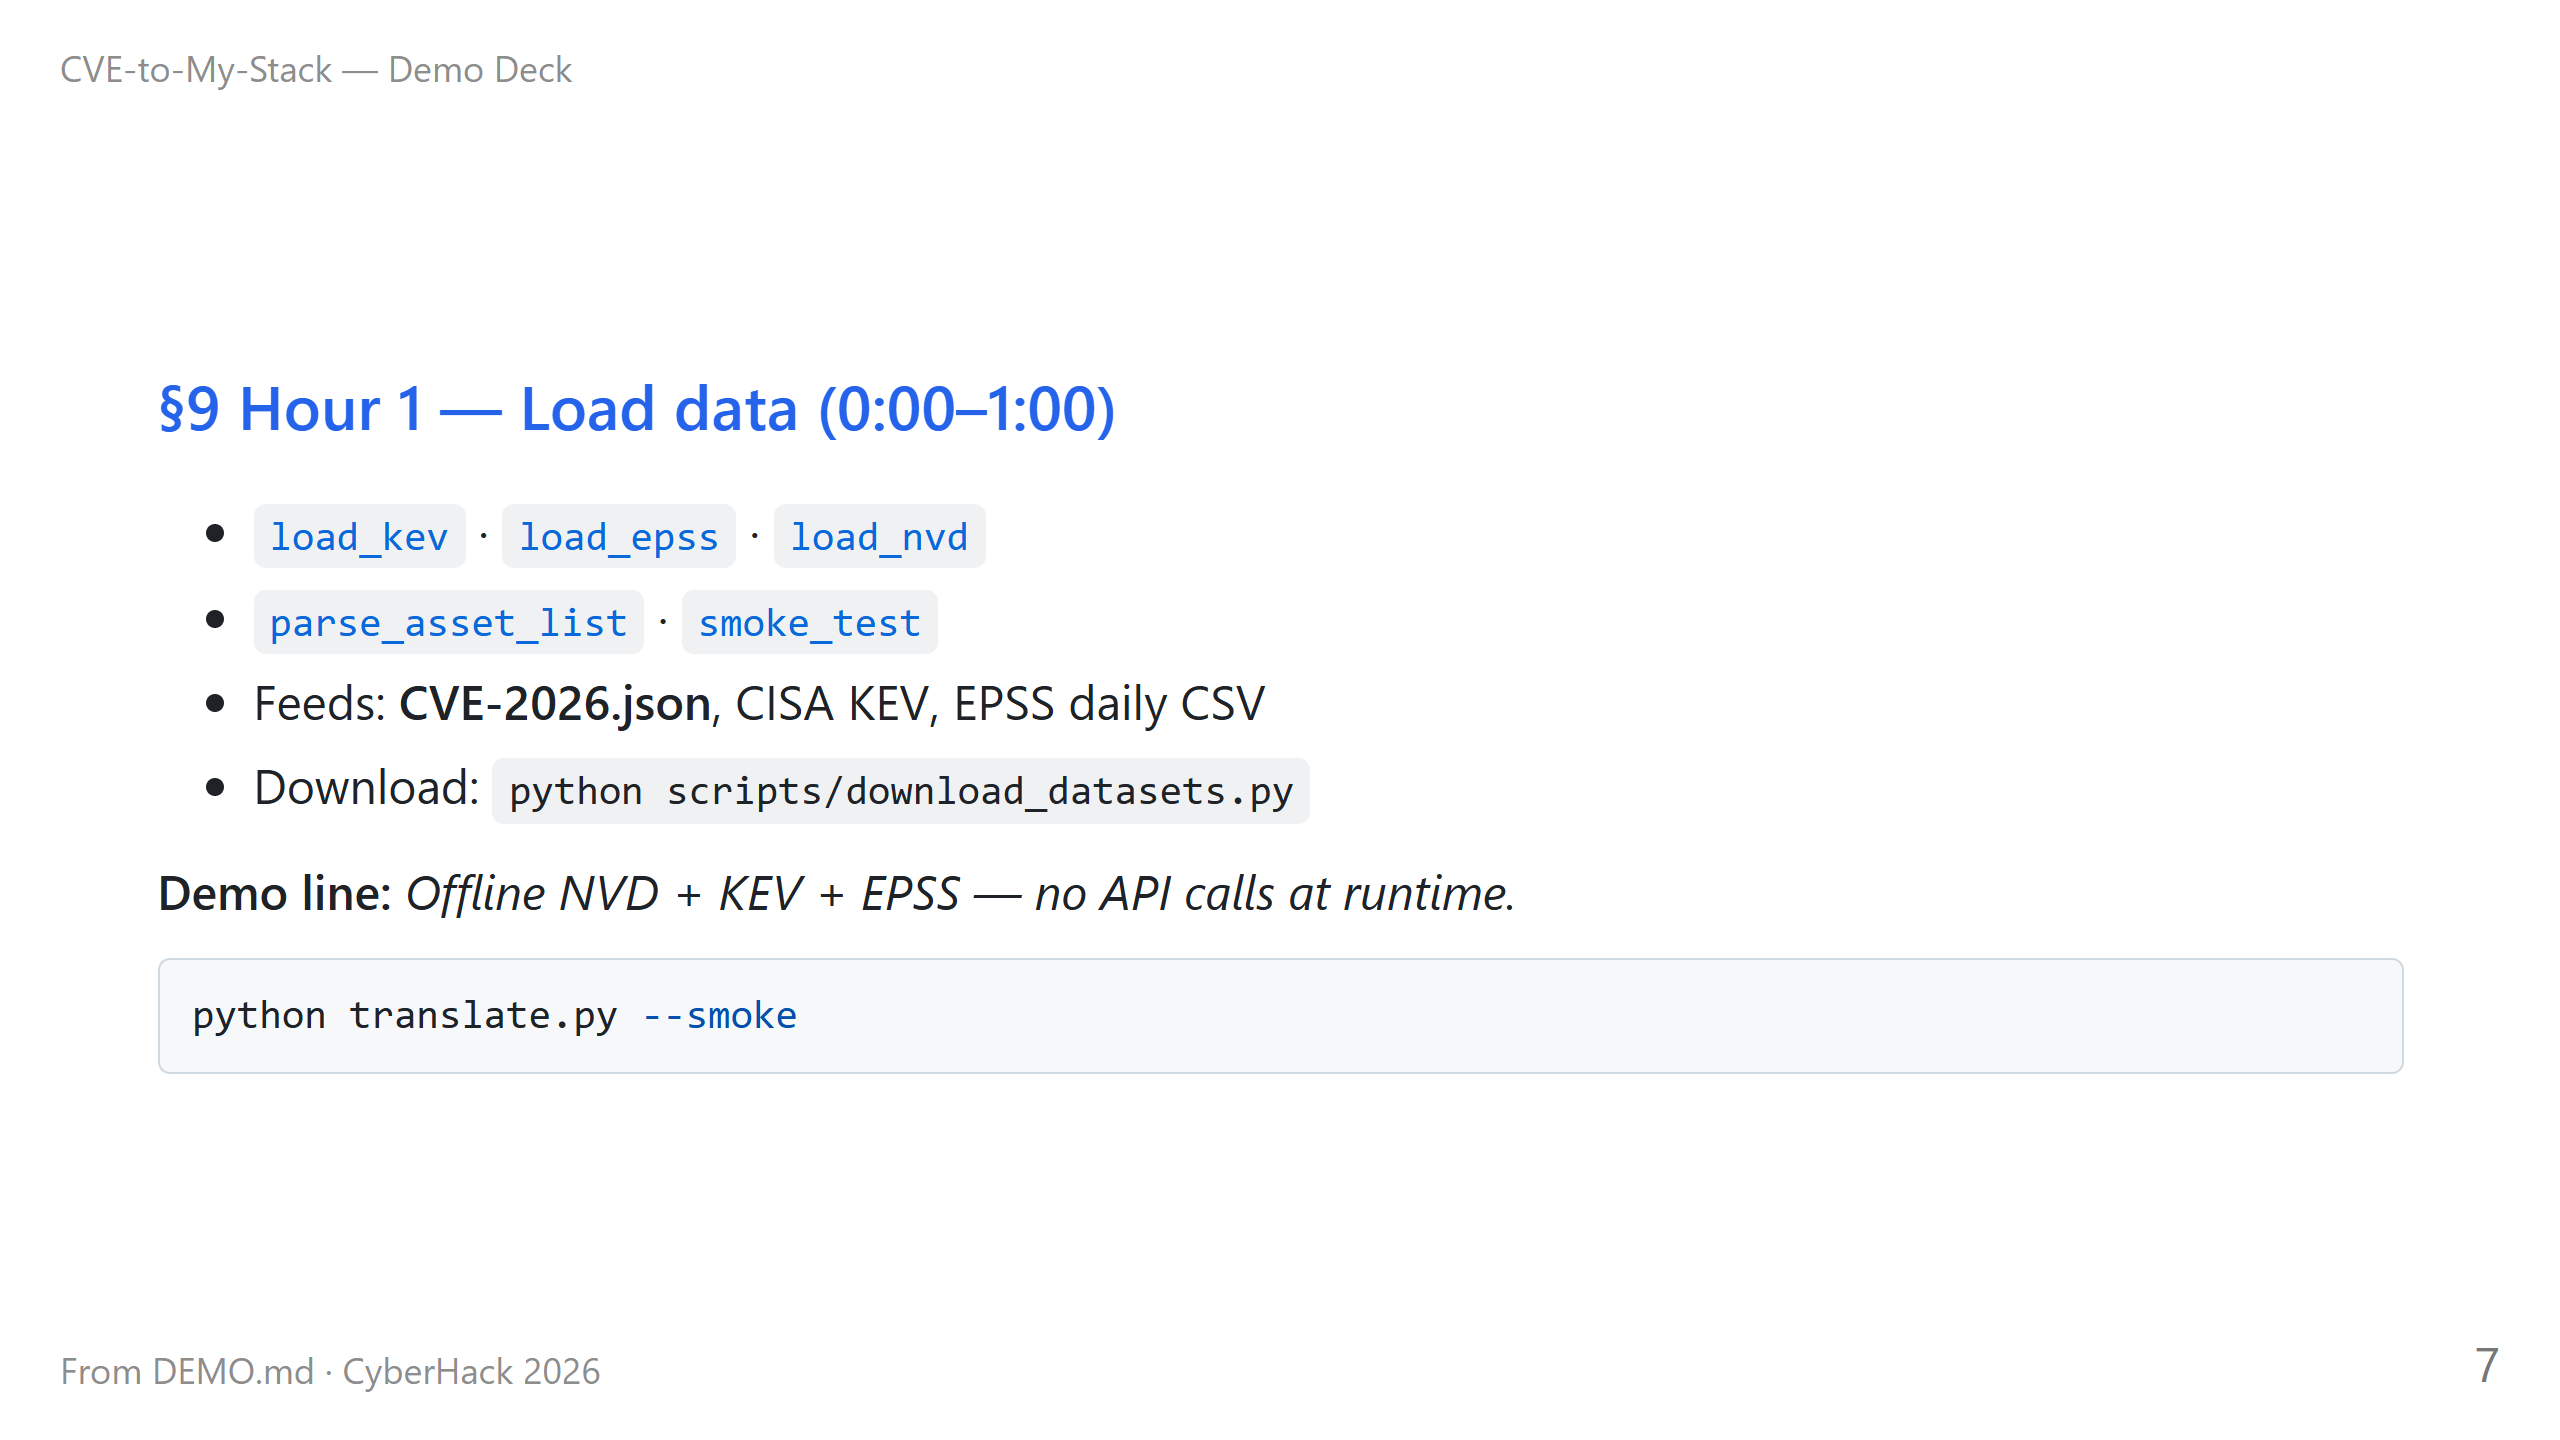 CVE-to-My-Stack — Demo Deck
§9 Hour 1 — Load data (0:00–1:00)
• load_kev · load_epss · load_nvd
• parse_asset_list · smoke_test
• Feeds: CVE-2026.json, CISA KEV, EPSS daily CSV
• Download: python scripts/download_datasets.py
Demo line: Offline NVD + KEV + EPSS — no API calls at runtime.
python translate.py --smoke
From DEMO.md · CyberHack 2026
7